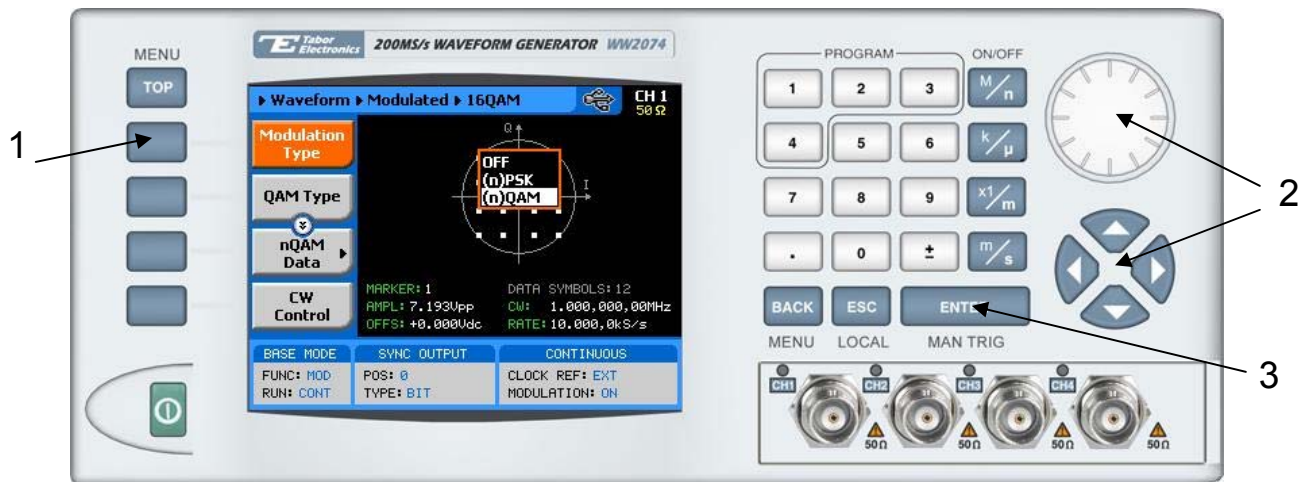 MENU
TOP
1
Tabor Electronics
200MS/s WAVEFORM GENERATOR WW2074
Waveform Modulated 16QAM
CH 1
50 Ω
Modulation
Type
QAM Type
nQAM
Data
CW
Control
Q
I
OFF
(n)PSK
(n)QAM
MARKER: 1
DATA SYMBOLS: 12
AMPL: 7.193Vpp
CW: 1.000,000,00MHz
OFFS: +0.000Vdc
RATE: 10.000,0kS/s
BASE MODE
FUNC: MOD
RUN: CONT
SYNC OUTPUT
POS: 0
TYPE: BIT
CONTINUOUS
CLOCK REF: EXT
MODULATION: ON
PROGRAM
ON/OFF
1 2 3 M/n
4 5 6 k/µ
7 8 9 x1/m
. 0 ± m/s
BACK ESC
MENU LOCAL MAN TRIG
2
3
CH1 CH2 CH3 CH4
50Ω 50Ω 50Ω 50Ω